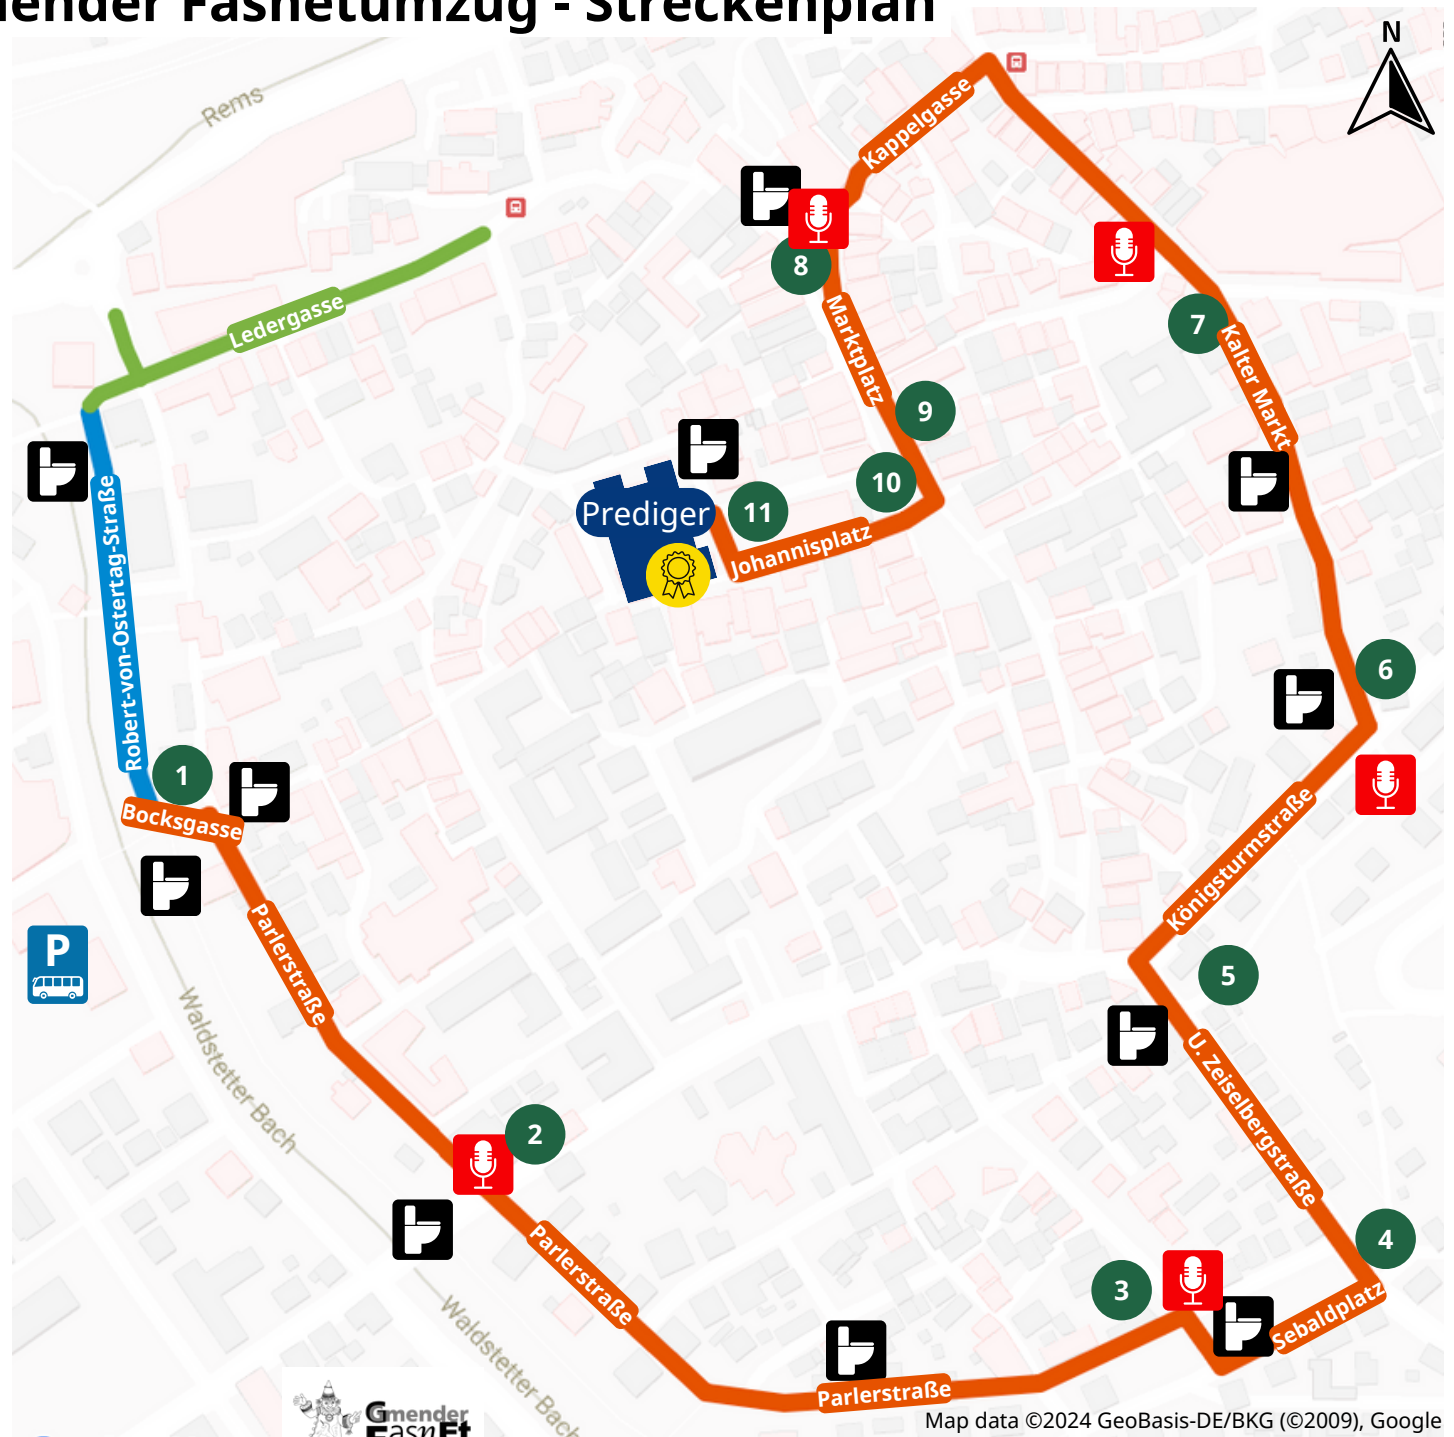 ender Fasnetumzug - Streckenplan
N
Rems
Kappelgasse
8
Marktplatz
7
Kalter Markt
Ledergasse
9
10
Prediger
11
Johannisplatz
Robert-von-Ostertag-Straße
6
1
Bocksgasse
Königsturmstraße
Parlerstraße
P
5
Waldstetter Bach
U. Zeiselbergstraße
2
Parlerstraße
4
3
Sebaldplatz
Waldstetter Bach
Parlerstraße
Gmender
FasnEt
Map data ©2024 GeoBasis-DE/BKG (©2009), Google